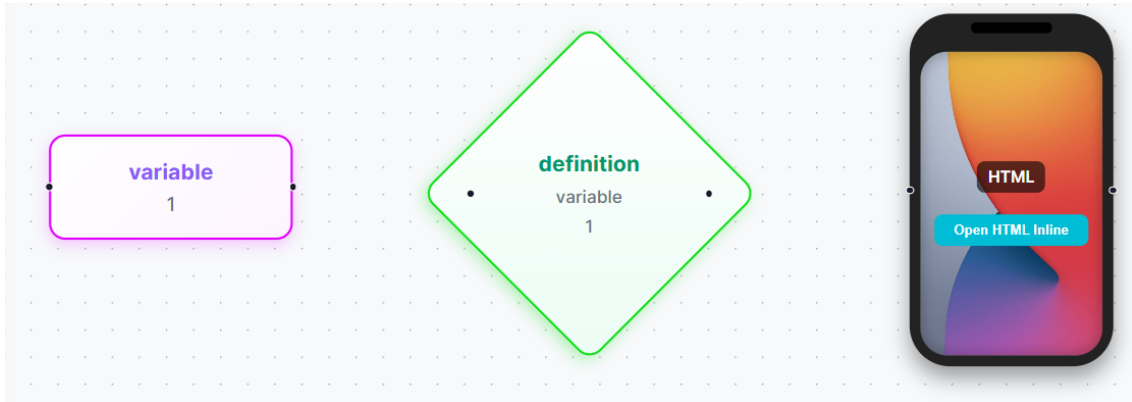 variable
1
definition
variable
1
HTML
Open HTML Inline